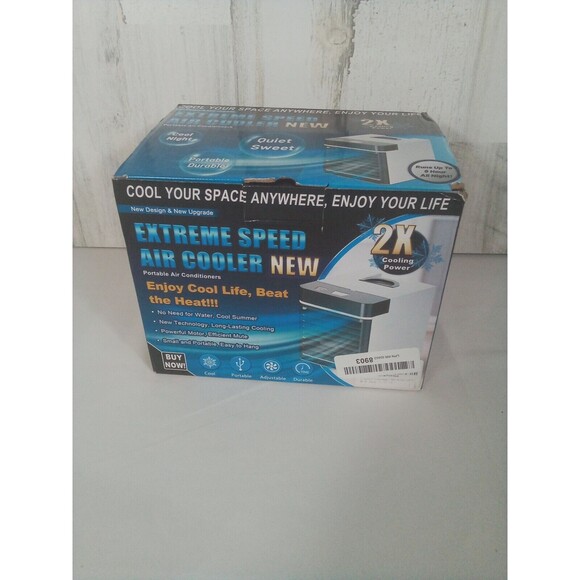 COOL YOUR SPACE ANYWHERE, ENJOY YOUR LIFE
EXTREME SPEED
AIR COOLER NEW
2X
Quiet
Sweet!
Portable
Durable!
COOL YOUR SPACE ANYWHERE, ENJOY YOUR LIFE
New Design & New Upgrade
EXTREME SPEED
AIR COOLER NEW
Portable Air Conditioners
2X
Cooling
Power
Enjoy Cool Life, Beat
the Heat!!!
• No Need for Water, Cool Summer
• New Technology, Long-Lasting Cooling
• Powerful Motor, Efficient Mute
• Small and Portable, Easy to Hang
BUY
NOW!
Cool Portable Adjustable Durable
8903